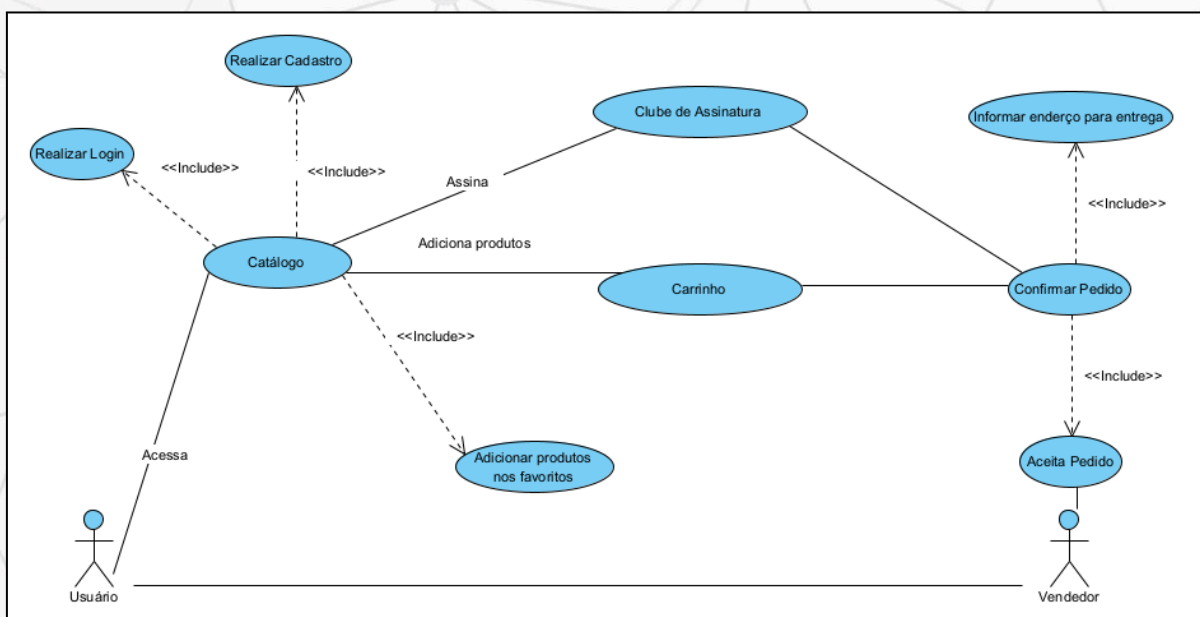 Realizar Cadastro
Clube de Assinatura
Informar enderço para entrega
Realizar Login
<<Include>>
<<Include>>
Assina
<<Include>>
Adiciona produtos
Catálogo
Carrinho
Confirmar Pedido
<<Include>>
<<Include>>
Acessa
Adicionar produtos
nos favoritos
Aceita Pedido
Usuário
Vendedor